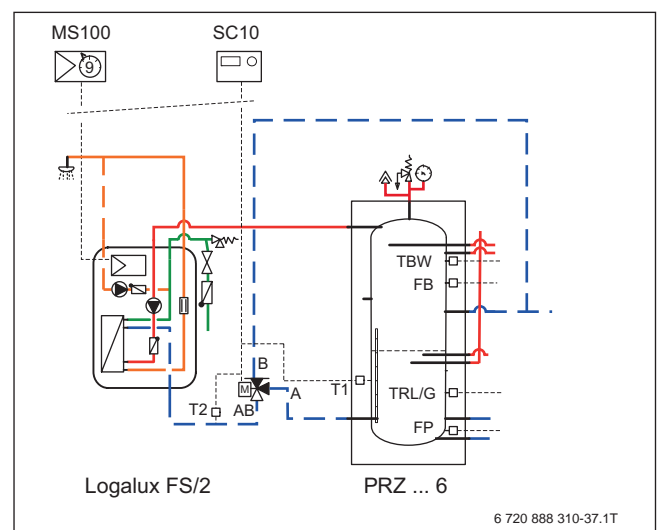 MS100
SC10
9
TBW
FB
B
M
A
T1
TRL/G
T2
AB
FP
Logalux FS/2
PRZ ... 6
6 720 888 310-37.1T